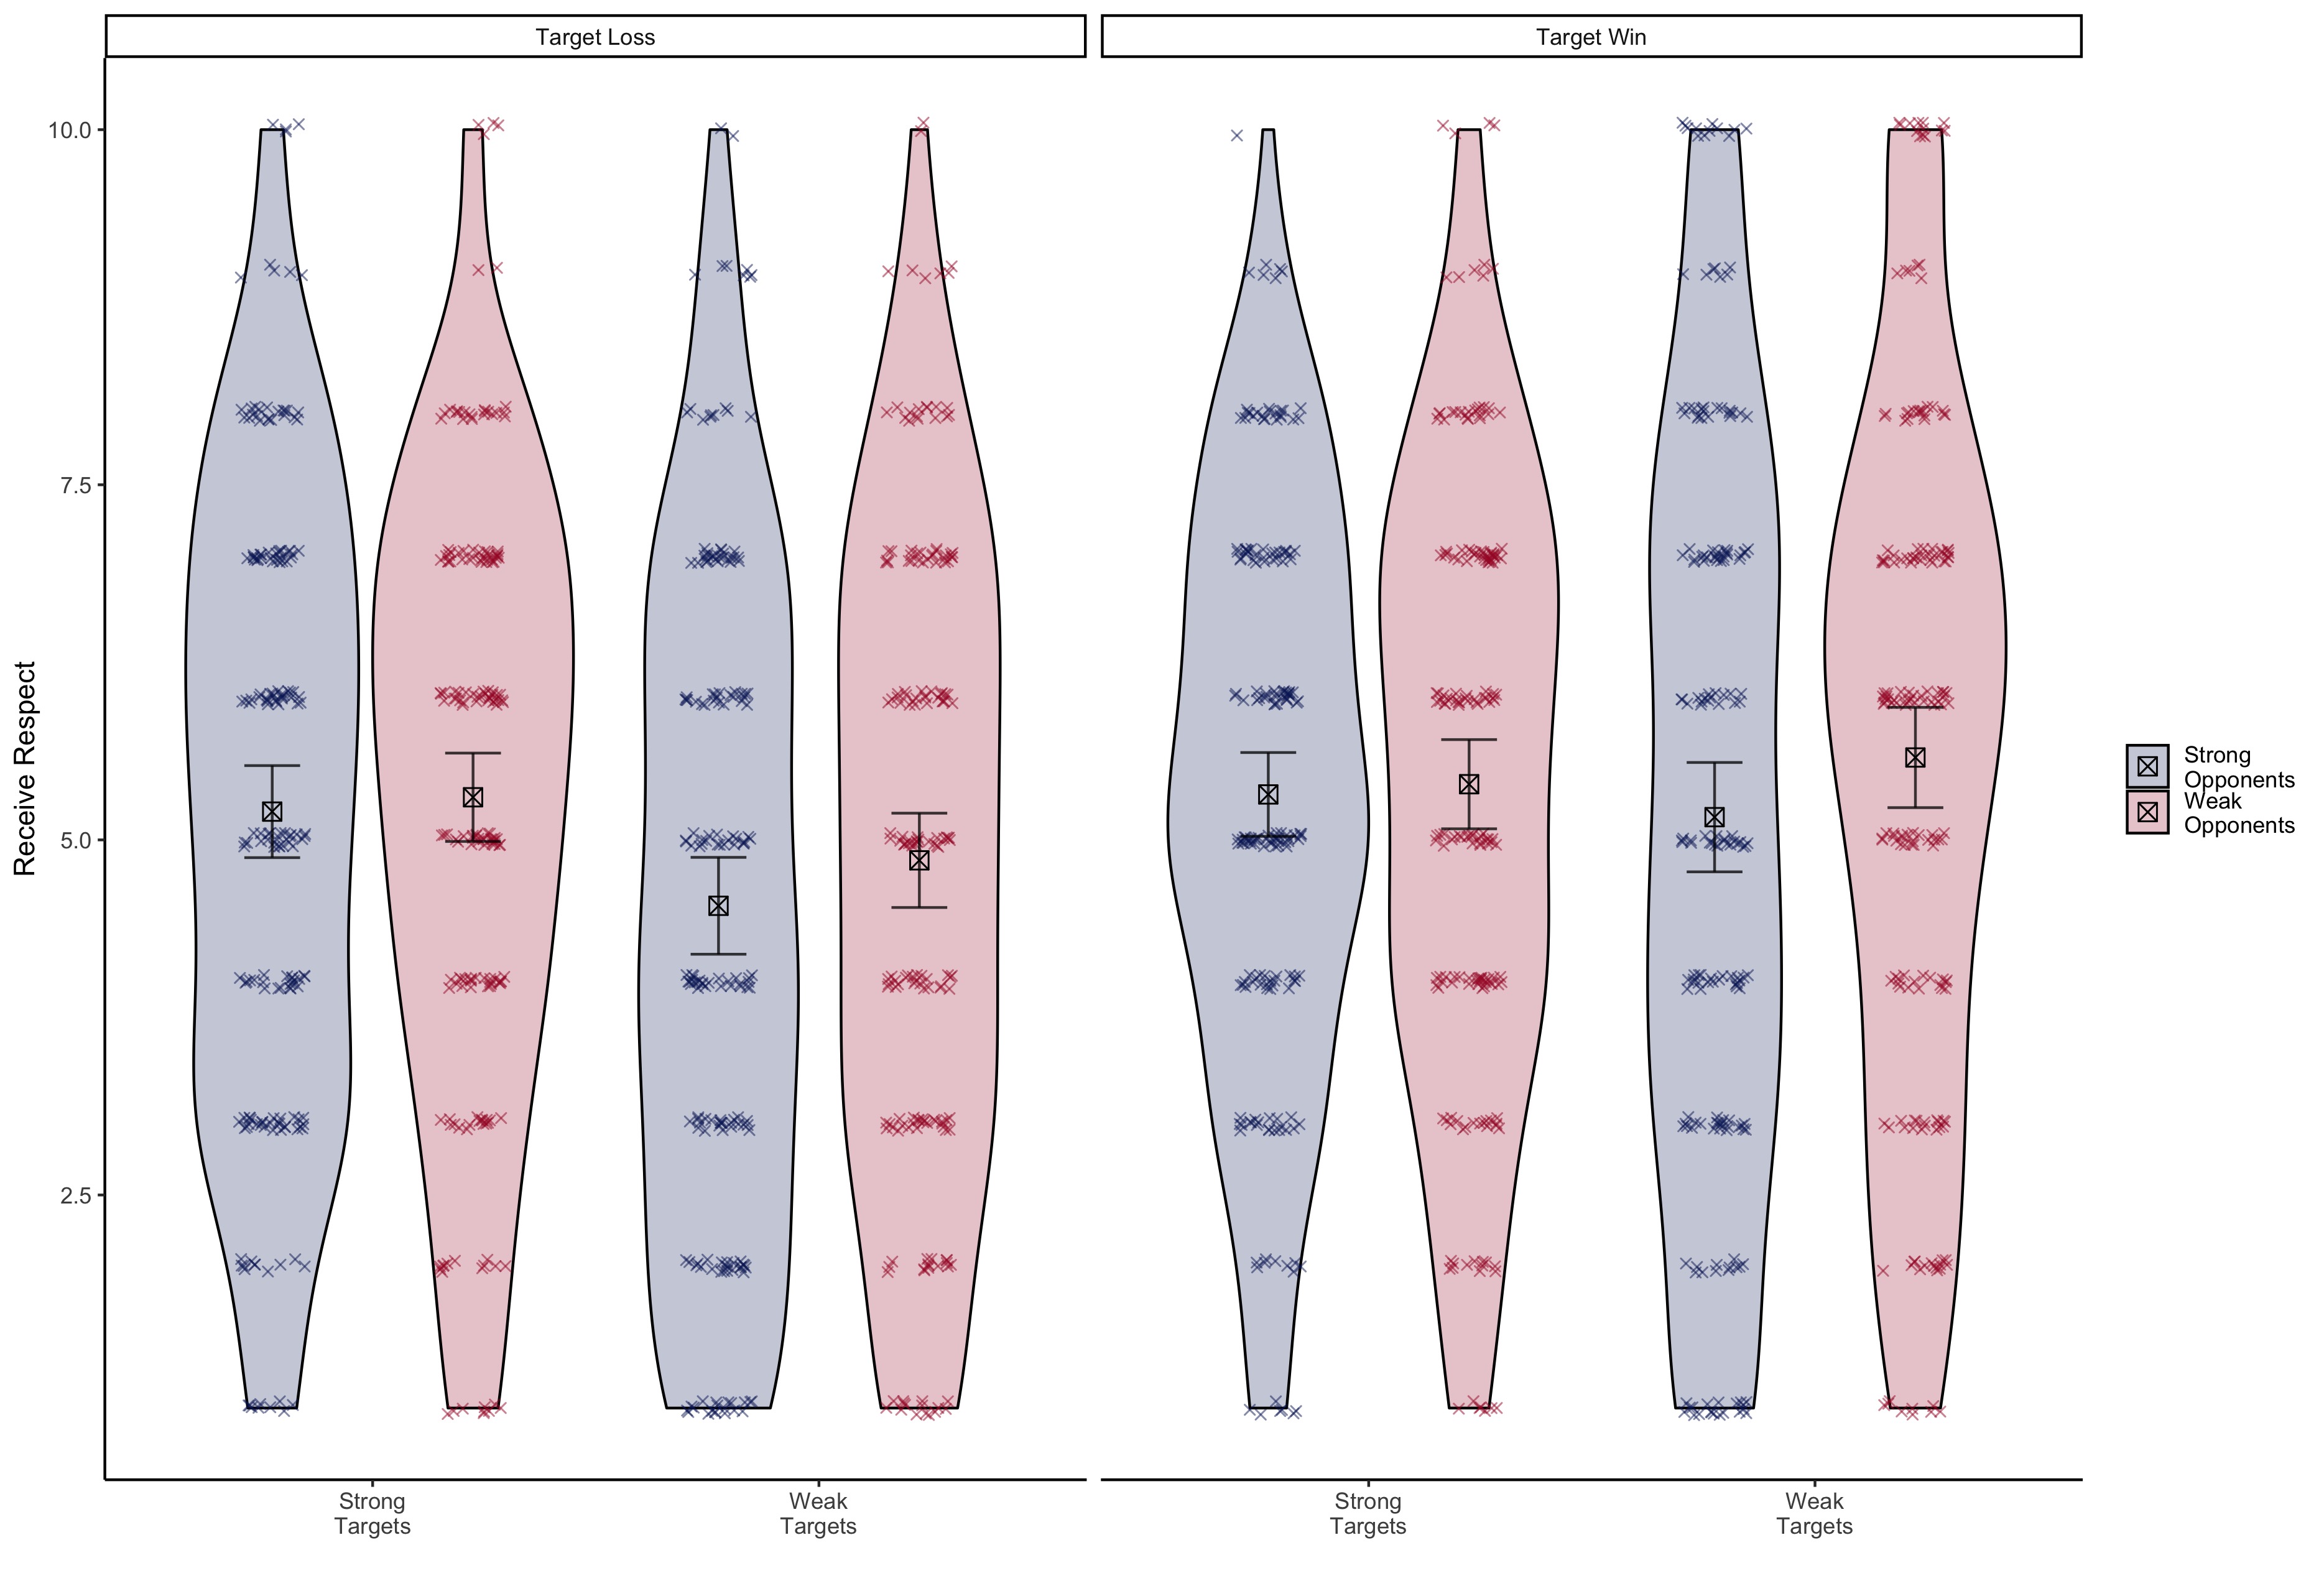 Target Loss
Target Win
10.0
7.5
5.0
2.5
Receive Respect
Strong
Targets
Weak
Targets
Strong
Targets
Weak
Targets
Strong
Opponents
Weak
Opponents